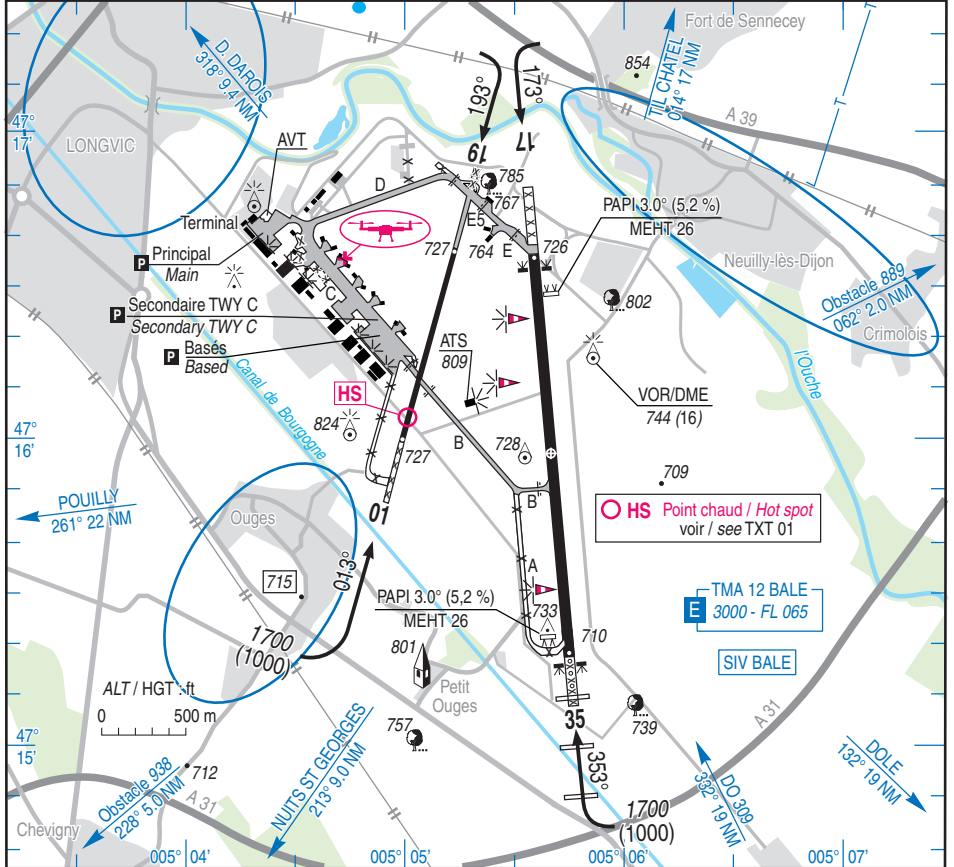 Fort de Sennecey
854
TIL CHATEL
014° 17 NM
T
T
A 39
D. DAROIS
318° 9.4 NM
47°
17'
LONGVIC
AVT
193°
173°
19
17
D
785
767
E5
764
E
726
727
PAPI 3.0° (5,2 %)
MEHT 26
Terminal
P Principal
Main
C
P Secondaire TWY C
Secondary TWY C
P Basés
Based
Neuilly-lès-Dijon
802
Obstacle 889
062° 2.0 NM
Crimolois
ATS
809
l'Ouche
VOR/DME
744 (16)
Canal de Bourgogne
HS
824
47°
16'
727
B
728
709
B
POUILLY
261° 22 NM
Ouges
01
HS Point chaud / Hot spot
voir / see TXT 01
013°
A
715
PAPI 3.0° (5,2 %)
MEHT 26
733
710
E
TMA 12 BALE
3000 - FL 065
SIV BALE
1700
(1000)
801
Petit
Ouges
ALT / HGT : ft
0 500 m
35
739
757
47°
15'
712
353°
A 31
Obstacle 938
228° 5.0 NM
A 31
NUITS ST GEORGES
213° 9.0 NM
DO 309
332° 19 NM
DOLE
132° 19 NM
1700
(1000)
Chevigny
005° 04'
005° 05'
005° 06'
005° 07'